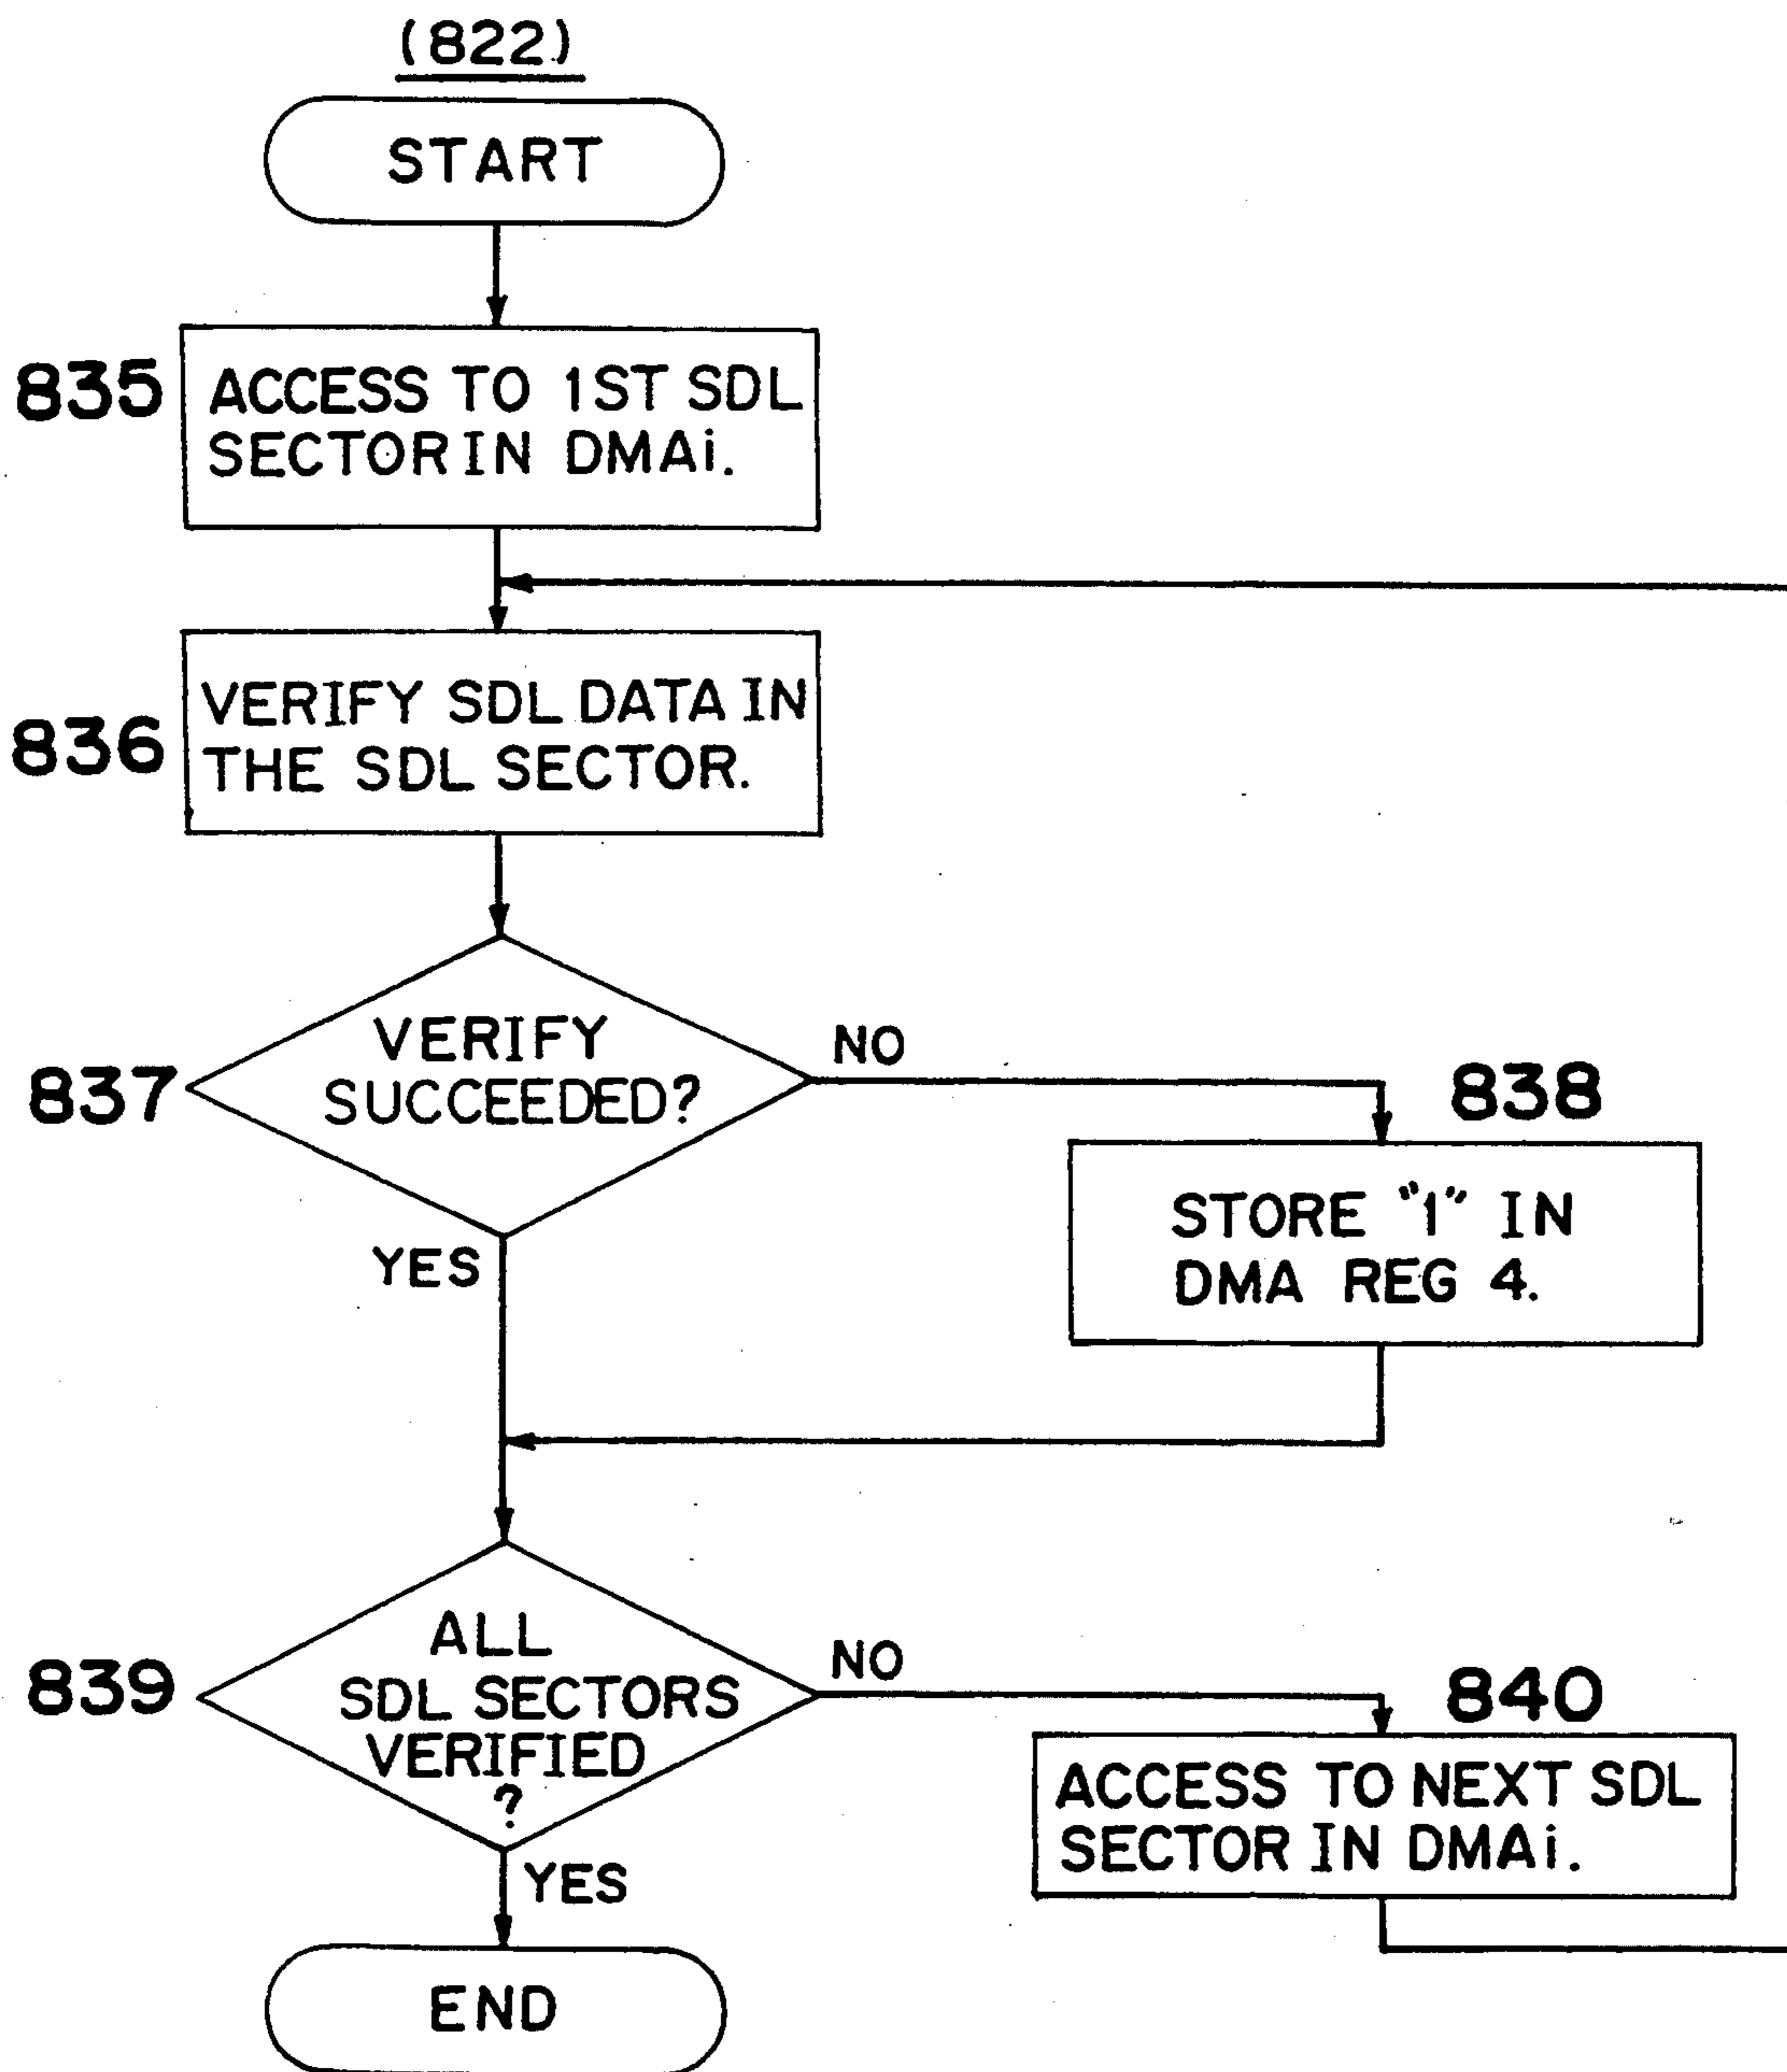 (822)
START
835
ACCESS TO 1ST SDL
SECTOR IN DMAi.
836
VERIFY SDL DATA IN
THE SDL SECTOR.
837
VERIFY
SUCCEEDED?
NO
YES
838
STORE "1" IN
DMA REG 4.
839
ALL
SDL SECTORS
VERIFIED
?
NO
YES
840
ACCESS TO NEXT SDL
SECTOR IN DMAi.
END